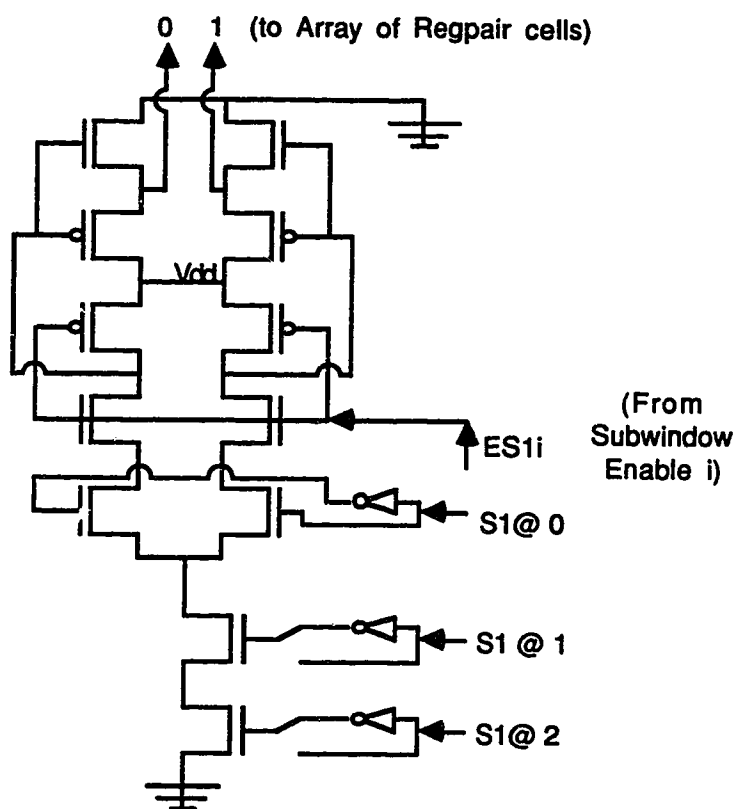 0 1 (to Array of Regpair cells)
Vdd
(From
Subwindow
Enable i)
ES1i
S1@ 0
S1 @ 1
S1@ 2